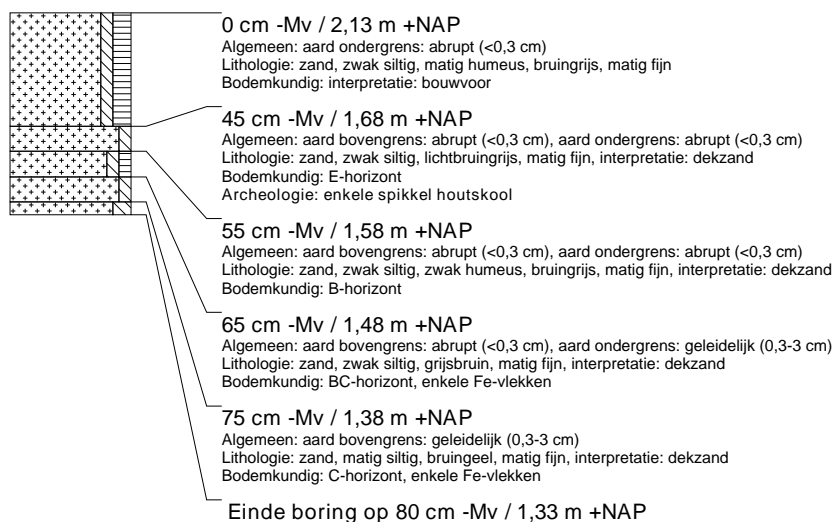 0 cm -Mv / 2,13 m +NAP
Algemeen: aard ondergrens: abrupt (<0,3 cm)
Lithologie: zand, zwak siltig, matig humeus, bruingrijs, matig fijn
Bodemkundig: interpretatie: bouwvoor
45 cm -Mv / 1,68 m +NAP
Algemeen: aard bovengrens: abrupt (<0,3 cm), aard ondergrens: abrupt (<0,3 cm)
Lithologie: zand, zwak siltig, lichtbruingrijs, matig fijn, interpretatie: dekzand
Bodemkundig: E-horizont
Archeologie: enkele spikkel houtskool
55 cm -Mv / 1,58 m +NAP
Algemeen: aard bovengrens: abrupt (<0,3 cm), aard ondergrens: abrupt (<0,3 cm)
Lithologie: zand, zwak siltig, zwak humeus, bruingrijs, matig fijn, interpretatie: dekzand
Bodemkundig: B-horizont
65 cm -Mv / 1,48 m +NAP
Algemeen: aard bovengrens: abrupt (<0,3 cm), aard ondergrens: geleidelijk (0,3-3 cm)
Lithologie: zand, zwak siltig, grijsbruin, matig fijn, interpretatie: dekzand
Bodemkundig: BC-horizont, enkele Fe-vlekken
75 cm -Mv / 1,38 m +NAP
Algemeen: aard bovengrens: geleidelijk (0,3-3 cm)
Lithologie: zand, matig siltig, bruingeel, matig fijn, interpretatie: dekzand
Bodemkundig: C-horizont, enkele Fe-vlekken
Einde boring op 80 cm -Mv / 1,33 m +NAP